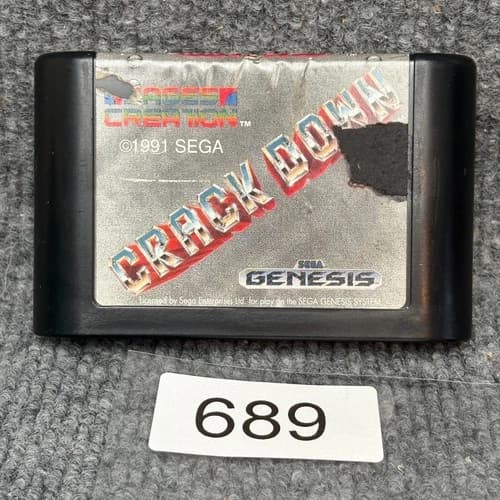 CREATION™
©1991 SEGA
CRACK DOWN
SEGA
GENESIS
Licensed by Sega Enterprises Ltd. for play on the SEGA GENESIS SYSTEM.
689